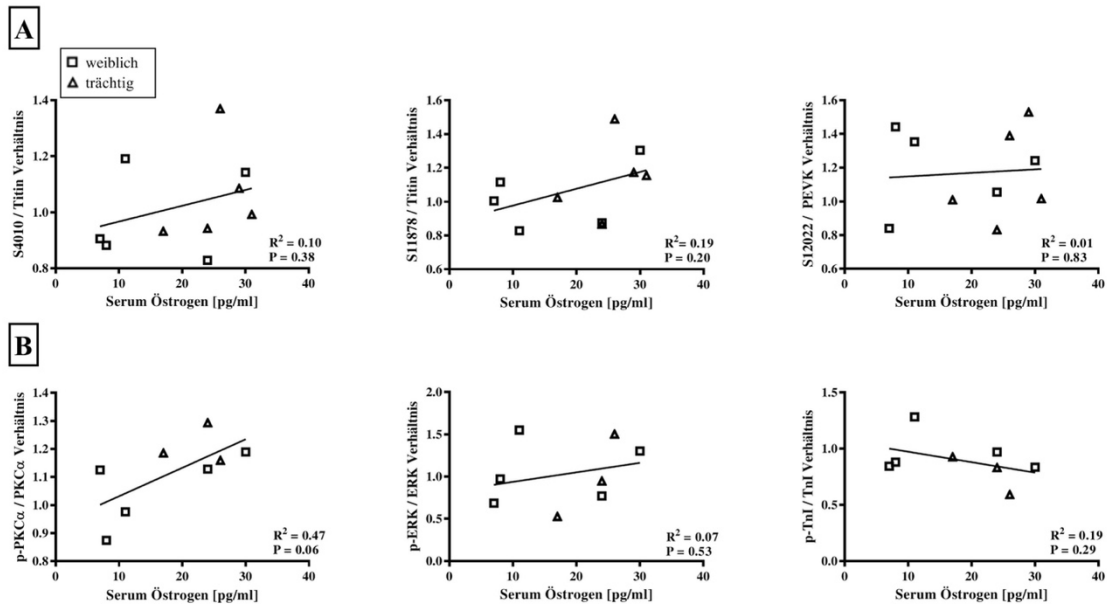 A
weiblich
trächtig
S4010 / Titin Verhältnis
1.4
1.2
1.0
0.8
0
10
20
30
40
R² = 0.10
P = 0.38
Serum Östrogen [pg/ml]
S11878 / Titin Verhältnis
1.6
1.4
1.2
1.0
0.8
0.6
0
10
20
30
40
R² = 0.19
P = 0.20
Serum Östrogen [pg/ml]
S12022 / PEVK Verhältnis
1.6
1.4
1.2
1.0
0.8
0.6
0
10
20
30
40
R² = 0.01
P = 0.83
Serum Östrogen [pg/ml]
B
p-PKCα / PKCα Verhältnis
1.4
1.3
1.2
1.1
1.0
0.9
0.8
0
10
20
30
40
R² = 0.47
P = 0.06
Serum Östrogen [pg/ml]
p-ERK / ERK Verhältnis
2.0
1.5
1.0
0.5
0.0
0
10
20
30
40
R² = 0.07
P = 0.53
Serum Östrogen [pg/ml]
p-TnI / TnI Verhältnis
1.5
1.0
0.5
0.0
0
10
20
30
40
R² = 0.19
P = 0.29
Serum Östrogen [pg/ml]